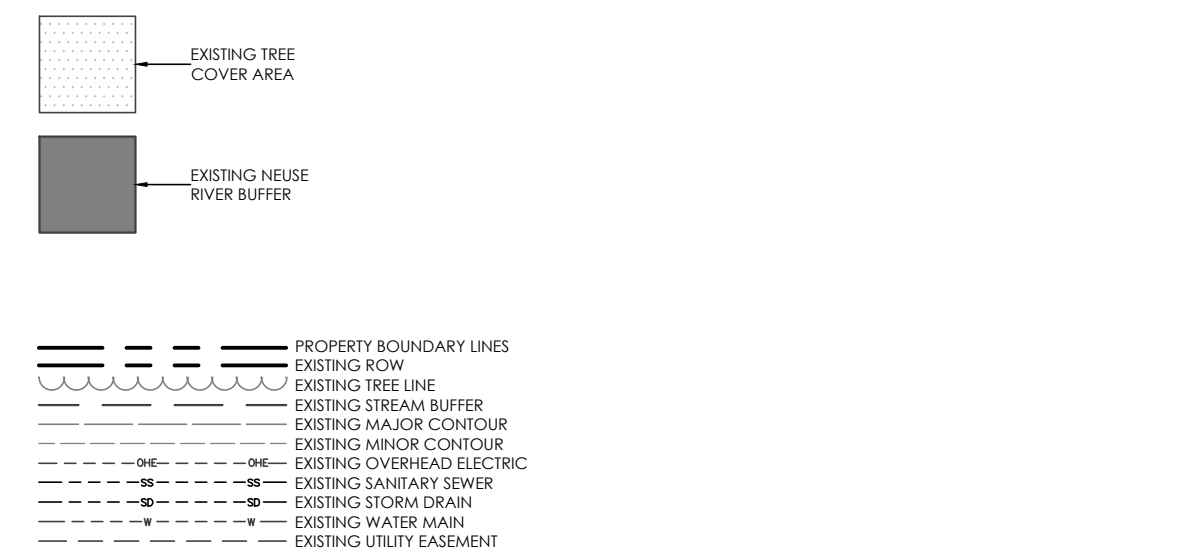 EXISTING TREE
COVER AREA
EXISTING NEUSE
RIVER BUFFER
PROPERTY BOUNDARY LINES
EXISTING ROW
EXISTING TREE LINE
EXISTING STREAM BUFFER
EXISTING MAJOR CONTOUR
EXISTING MINOR CONTOUR
OHE OHE EXISTING OVERHEAD ELECTRIC
SS SS EXISTING SANITARY SEWER
SD SD EXISTING STORM DRAIN
W W EXISTING WATER MAIN
EXISTING UTILITY EASEMENT